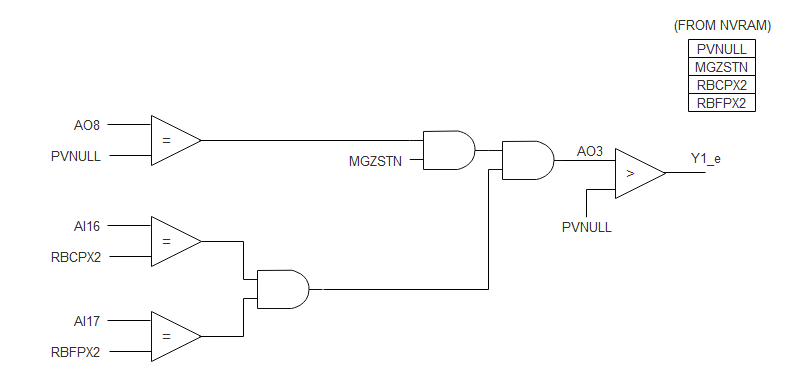 (FROM NVRAM)
PVNULL
MGZSTN
RBCPX2
RBFPX2
AO8
PVNULL
=
MGZSTN
AO3
>
Y1_e
PVNULL
AI16
RBCPX2
=
AI17
RBFPX2
=